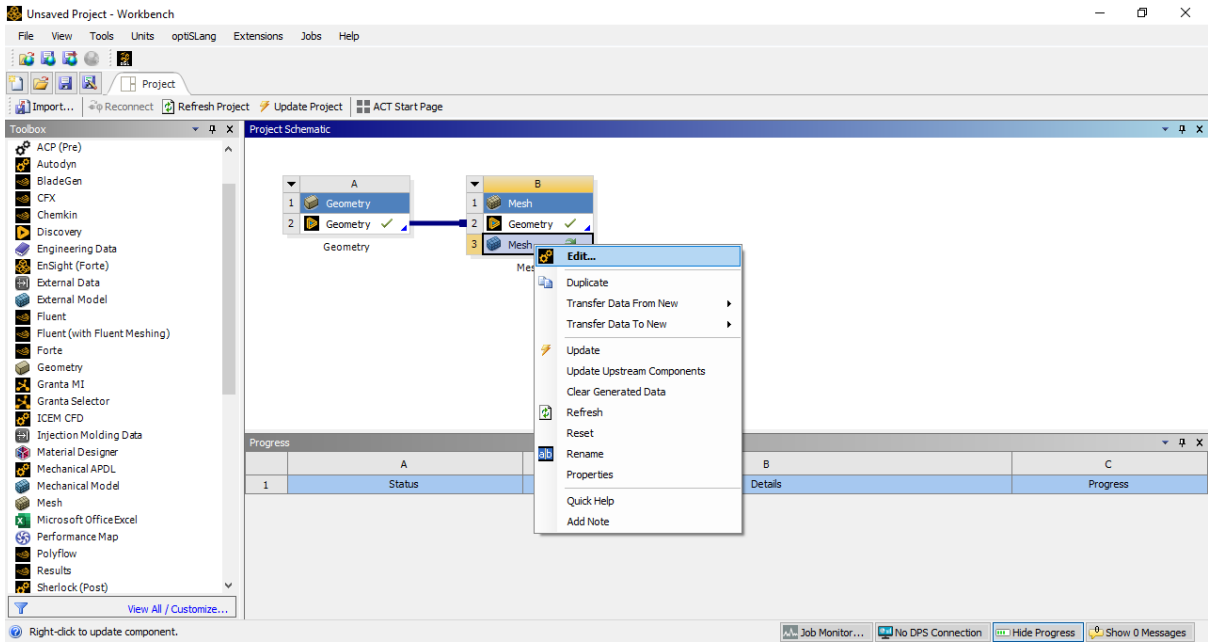 Unsaved Project - Workbench
File View Tools Units optiSLang Extensions Jobs Help
Project
Import... Reconnect Refresh Project Update Project ACT Start Page
Toolbox
ACP (Pre)
Autodyn
BladeGen
CFX
Chemkin
Discovery
Engineering Data
EnSight (Forte)
External Data
External Model
Fluent
Fluent (with Fluent Meshing)
Forte
Geometry
Granta MI
Granta Selector
ICEM CFD
Injection Molding Data
Material Designer
Mechanical APDL
Mechanical Model
Mesh
Microsoft Office Excel
Performance Map
Polyflow
Results
Sherlock (Post)
View All / Customize...
Project Schematic
A
1 Geometry
2 Geometry
Geometry
B
1 Mesh
2 Geometry
3 Mesh
Mes
Edit...
Duplicate
Transfer Data From New
Transfer Data To New
Update
Update Upstream Components
Clear Generated Data
Refresh
Reset
a|b Rename
Properties
Quick Help
Add Note
Progress
A B C
1 Status Details Progress
Right-click to update component.
Job Monitor... No DPS Connection Hide Progress Show 0 Messages